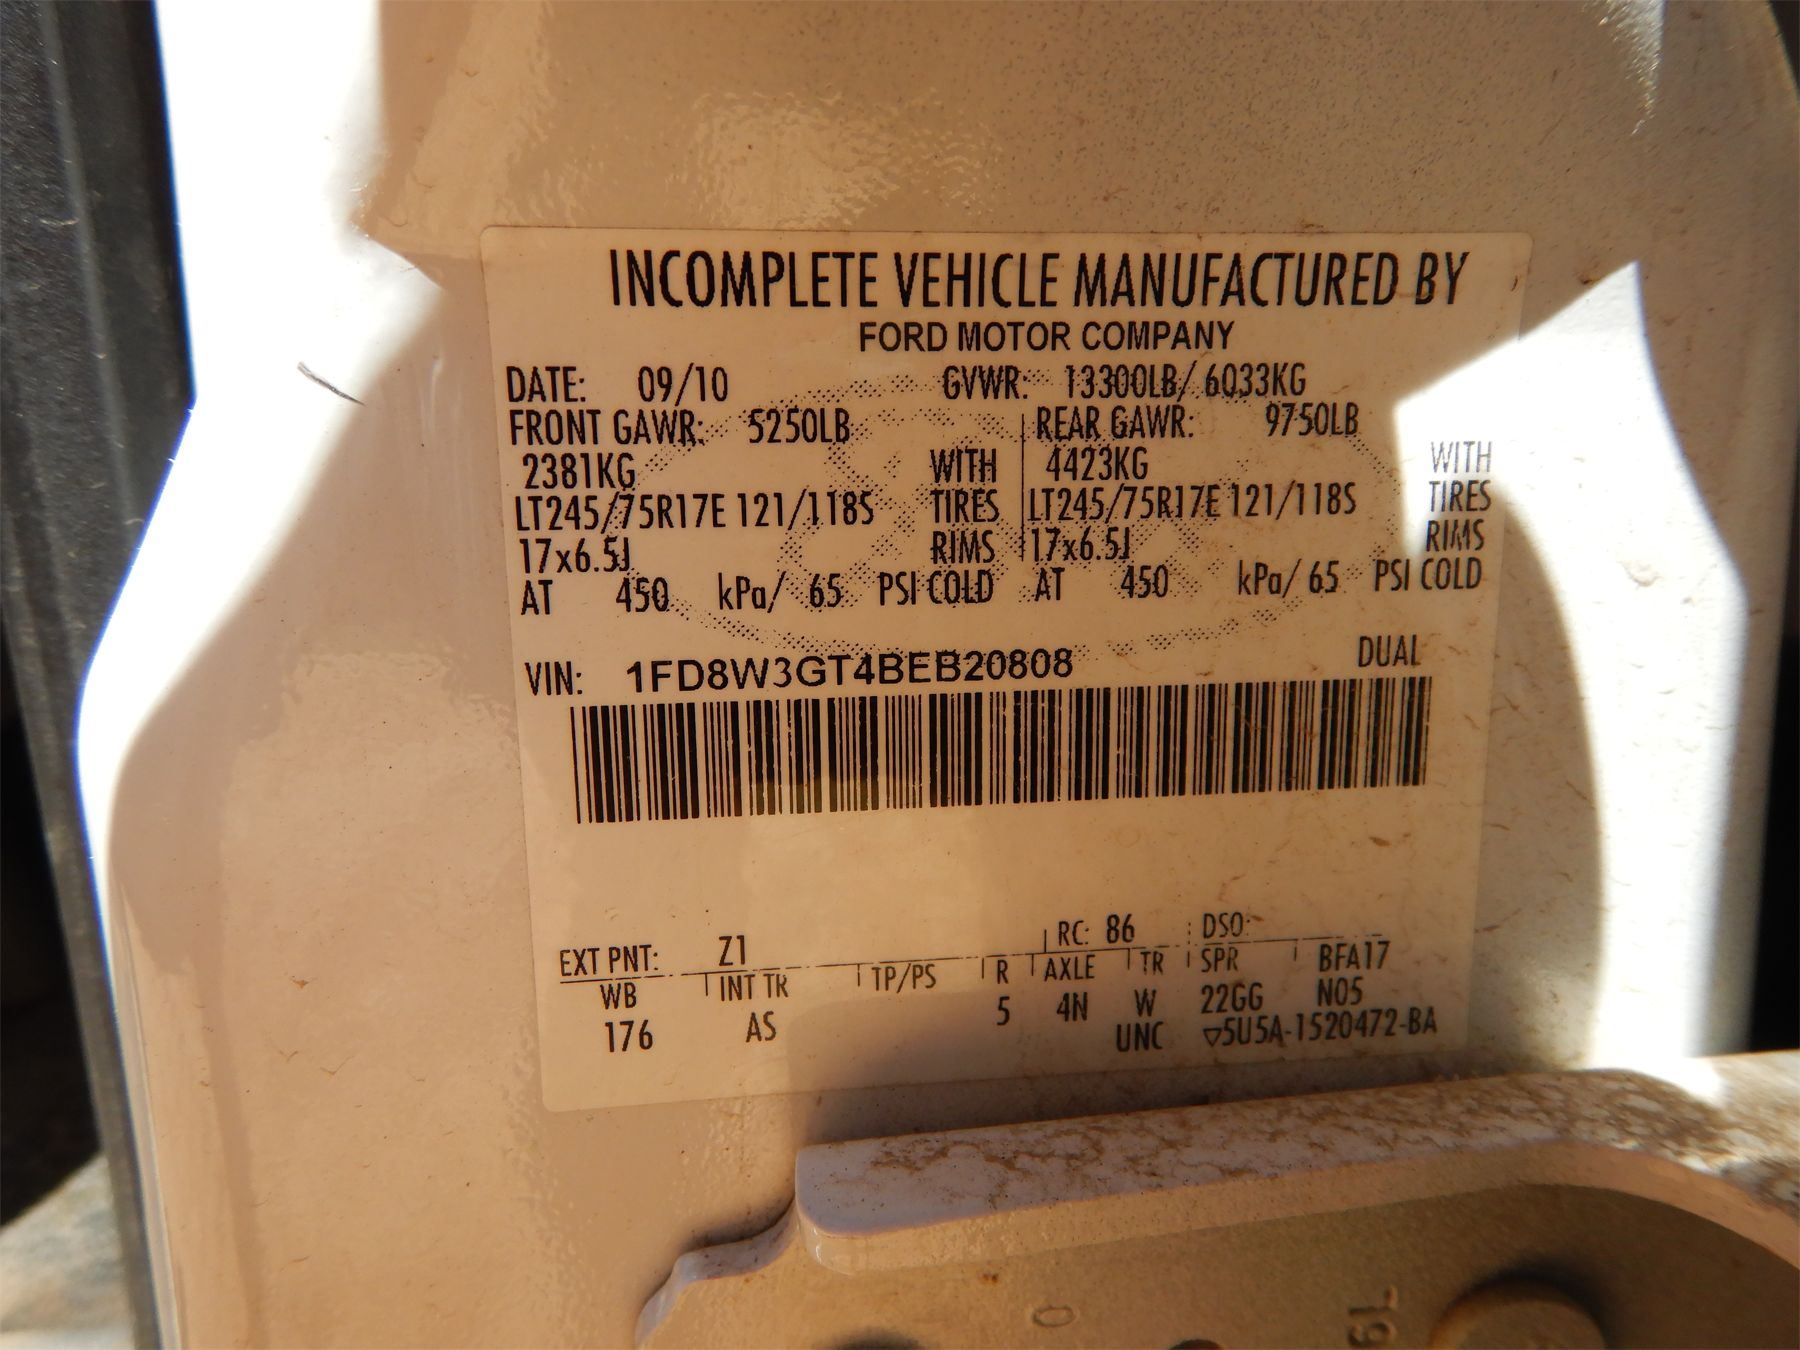 INCOMPLETE VEHICLE MANUFACTURED BY
FORD MOTOR COMPANY
DATE: 09/10 GVWR: 13300LB/ 6033KG
FRONT GAWR: 5250LB REAR GAWR: 9750LB
2381KG WITH 4423KG WITH
LT245/75R17E 121/118S TIRES LT245/75R17E 121/118S TIRES
17x6.5J RIMS 17x6.5J RIMS
AT 450 kPa/ 65 PSI COLD AT 450 kPa/ 65 PSI COLD
VIN: 1FD8W3GT4BEB20808 DUAL
EXT PNT: Z1 RC: 86 DSO:
WB INT TR TP/PS R AXLE TR SPR BFA17
176 AS 5 4N W 22GG N05
UNC ▽5U5A-1520472-BA
0
6L